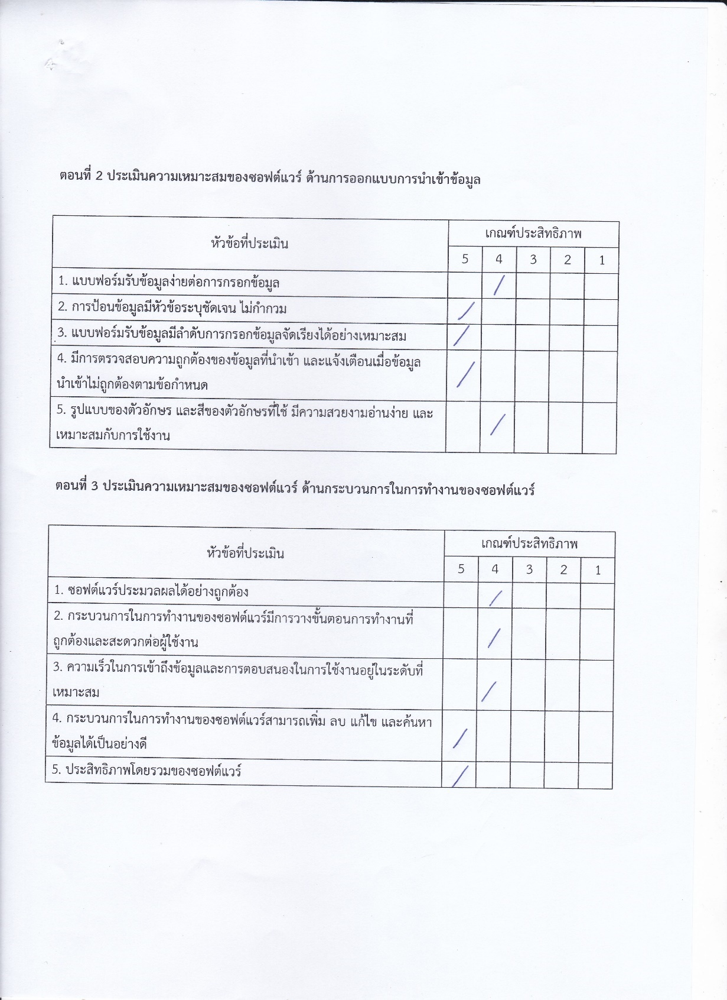 ตอนที่ 2 ประเมินความเหมาะสมของซอฟต์แวร์ ด้านการออกแบบการนำเข้าข้อมูล
หัวข้อที่ประเมิน
เกณฑ์ประสิทธิภาพ
5 4 3 2 1
1. แบบฟอร์มรับข้อมูลง่ายต่อการกรอกข้อมูล /
2. การป้อนข้อมูลมีหัวข้อระบุชัดเจน ไม่กำกวม /
3. แบบฟอร์มรับข้อมูลมีลำดับการกรอกข้อมูลจัดเรียงได้อย่างเหมาะสม /
4. มีการตรวจสอบความถูกต้องของข้อมูลที่นำเข้า และแจ้งเตือนเมื่อข้อมูล
นำเข้าไม่ถูกต้องตามข้อกำหนด /
5. รูปแบบของตัวอักษร และสีของตัวอักษรที่ใช้ มีความสวยงามอ่านง่าย และ
เหมาะสมกับการใช้งาน /
ตอนที่ 3 ประเมินความเหมาะสมของซอฟต์แวร์ ด้านกระบวนการในการทำงานของซอฟต์แวร์
หัวข้อที่ประเมิน
เกณฑ์ประสิทธิภาพ
5 4 3 2 1
1. ซอฟต์แวร์ประมวลผลได้อย่างถูกต้อง /
2. กระบวนการในการทำงานของซอฟต์แวร์มีการวางขั้นตอนการทำงานที่
ถูกต้องและสะดวกต่อผู้ใช้งาน /
3. ความเร็วในการเข้าถึงข้อมูลและการตอบสนองในการใช้งานอยู่ในระดับที่
เหมาะสม /
4. กระบวนการในการทำงานของซอฟต์แวร์สามารถเพิ่ม ลบ แก้ไข และค้นหา
ข้อมูลได้เป็นอย่างดี /
5. ประสิทธิภาพโดยรวมของซอฟต์แวร์ /